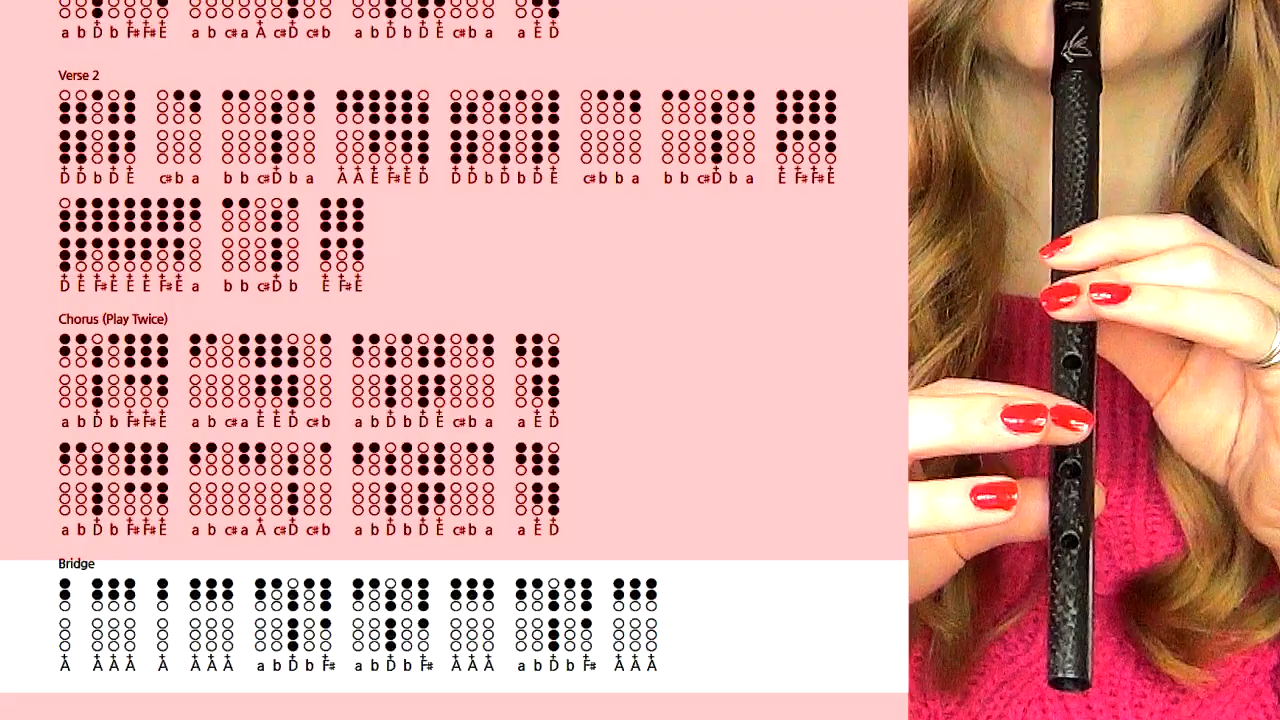 a b D b F# F# E a b c# a A c# D c# b a b D b D E c# b a a E D
Verse 2
D D b D E c# b a b b c# D b a A A E F# E D D D b D b D E c# b b a b b c# D b a E F# F# E
D E F# E E E F# E a b b c# D b E F# E
Chorus (Play Twice)
a b D b F# F# E a b c# a E E D c# b a b D b D E c# b a a E D
a b D b F# F# E a b c# a A c# D c# b a b D b D E c# b a a E D
Bridge
A A A A A A A A a b D b F# a b D b F# A A A a b D b F# A A A